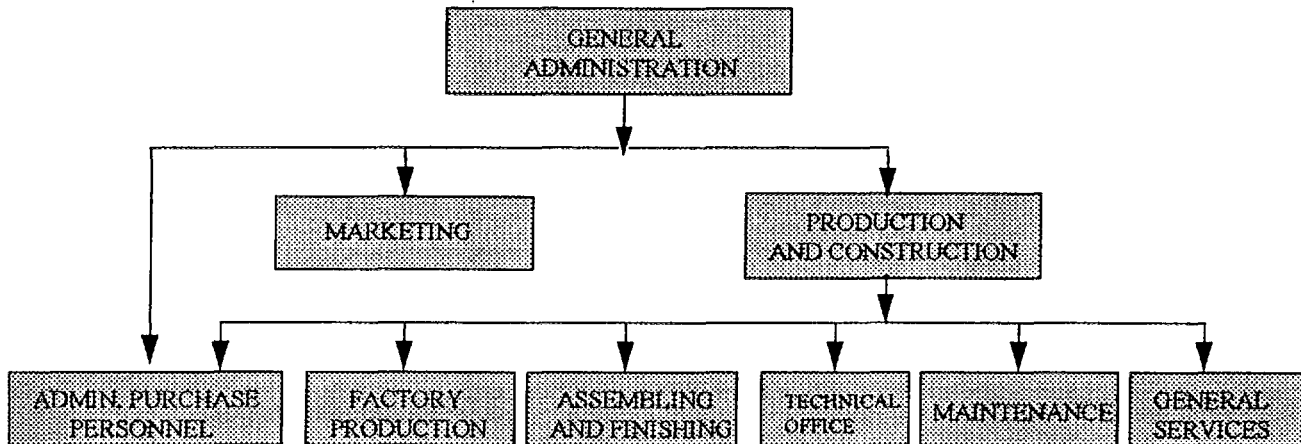 GENERAL
ADMINISTRATION
MARKETING
PRODUCTION
AND CONSTRUCTION
ADMIN. PURCHASE
PERSONNEL
FACTORY
PRODUCTION
ASSEMBLING
AND FINISHING
TECHNICAL
OFFICE
MAINTENANCE
GENERAL
SERVICES